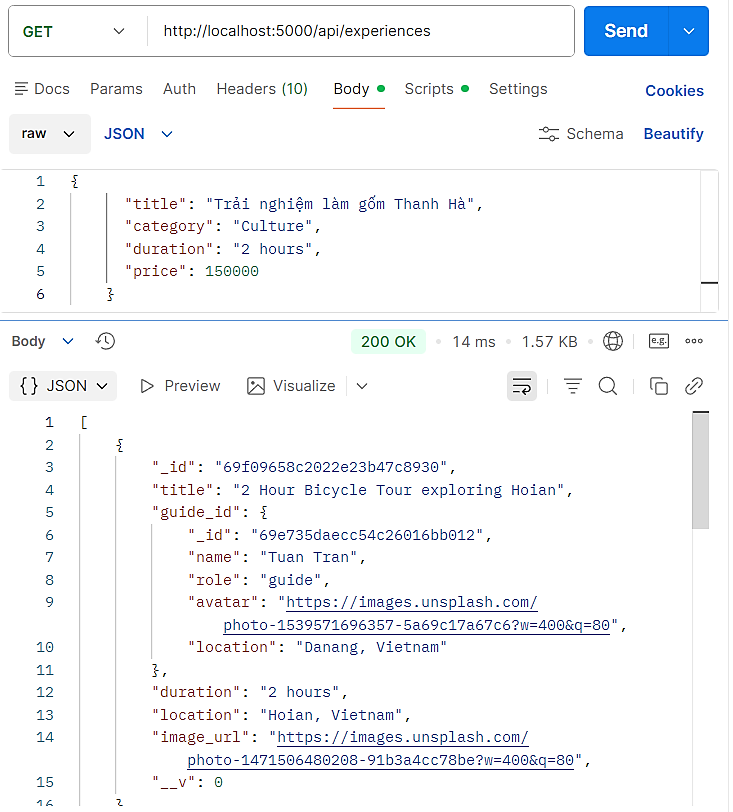 GET http://localhost:5000/api/experiences Send
Docs Params Auth Headers (10) Body Scripts Settings Cookies
raw JSON Schema Beautify
1 {
2 "title": "Trải nghiệm làm gốm Thanh Hà",
3 "category": "Culture",
4 "duration": "2 hours",
5 "price": 150000
6 }
Body 200 OK • 14 ms • 1.57 KB • e.g.
{} JSON Preview Visualize
1 [
2 {
3 "_id": "69f09658c2022e23b47c8930",
4 "title": "2 Hour Bicycle Tour exploring Hoian",
5 "guide_id": {
6 "_id": "69e735daecc54c26016bb012",
7 "name": "Tuan Tran",
8 "role": "guide",
9 "avatar": "https://images.unsplash.com/
photo-1539571696357-5a69c17a67c6?w=400&q=80",
10 "location": "Danang, Vietnam"
11 },
12 "duration": "2 hours",
13 "location": "Hoian, Vietnam",
14 "image_url": "https://images.unsplash.com/
photo-1471506480208-91b3a4cc78be?w=400&q=80",
15 "__v": 0
16 }